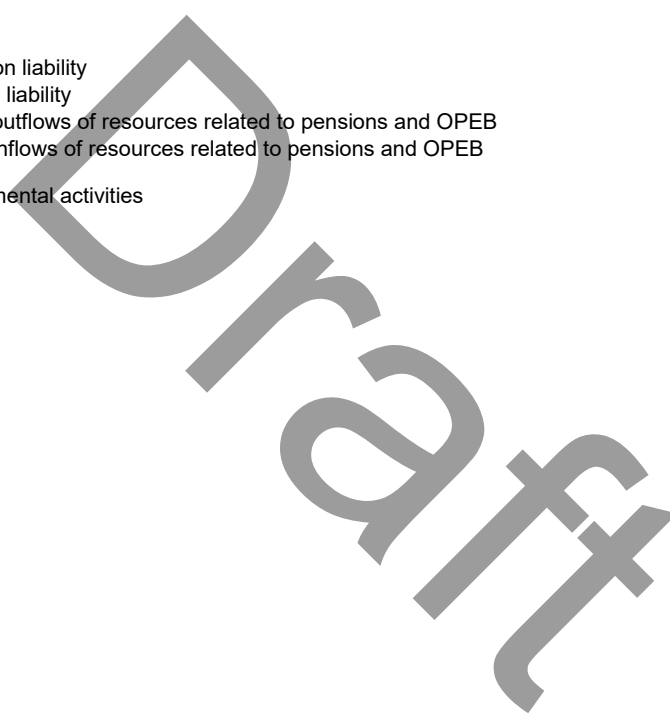 on liability
liability
outflows of resources related to pensions and OPEB
nflows of resources related to pensions and OPEB
mental activities
Draft